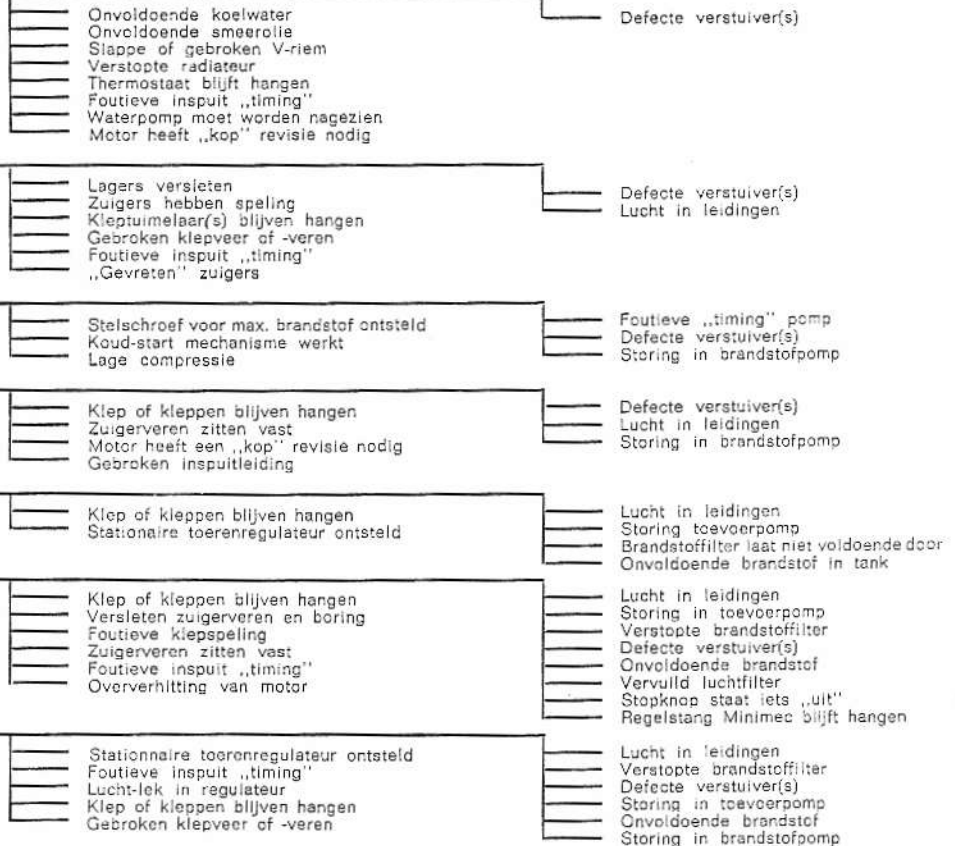 Onvoldoende koelwater
Onvoldoende smeerolie
Slappe of gebroken V-riem
Verstopte radiateur
Thermostaat blijft hangen
Foutieve inspuit ,,timing"
Waterpomp moet worden nagezien
Motor heeft ,,kop" revisie nodig
Defecte verstuiver(s)
Lagers versleten
Zuigers hebben speling
Kleptuimelaar(s) blijven hangen
Gebroken klepveer of -veren
Foutieve inspuit ,,timing"
,,Gevreten" zuigers
Defecte verstuiver(s)
Lucht in leidingen
Stelschroef voor max. brandstof ontsteld
Koud-start mechanisme werkt
Lage compressie
Foutieve ,,timing" pomp
Defecte verstuiver(s)
Storing in brandstofpomp
Klep of kleppen blijven hangen
Zuigerveren zitten vast
Motor heeft een ,,kop" revisie nodig
Gebroken inspuitleiding
Defecte verstuiver(s)
Lucht in leidingen
Storing in brandstofpomp
Klep of kleppen blijven hangen
Stationaire toerenregulateur ontsteld
Lucht in leidingen
Storing toevoerpomp
Brandstoffilter laat niet voldoende door
Onvoldoende brandstof in tank
Klep of kleppen blijven hangen
Versleten zuigerveren en boring
Foutieve klepspeling
Zuigerveren zitten vast
Foutieve inspuit ,,timing"
Oververhitting van motor
Lucht in leidingen
Storing in toevoerpomp
Verstopte brandstoffilter
Defecte verstuiver(s)
Onvoldoende brandstof
Vervuild luchtfilter
Stopknop staat iets ,,uit"
Regelstang Minimec blijft hangen
Stationnaire toerenregulateur ontsteld
Foutieve inspuit ,,timing"
Lucht-lek in regulateur
Klep of kleppen blijven hangen
Gebroken klepveer of -veren
Lucht in leidingen
Verstopte brandstoffilter
Defecte verstuiver(s)
Storing in toevoerpomp
Onvoldoende brandstof
Storing in brandstofpomp